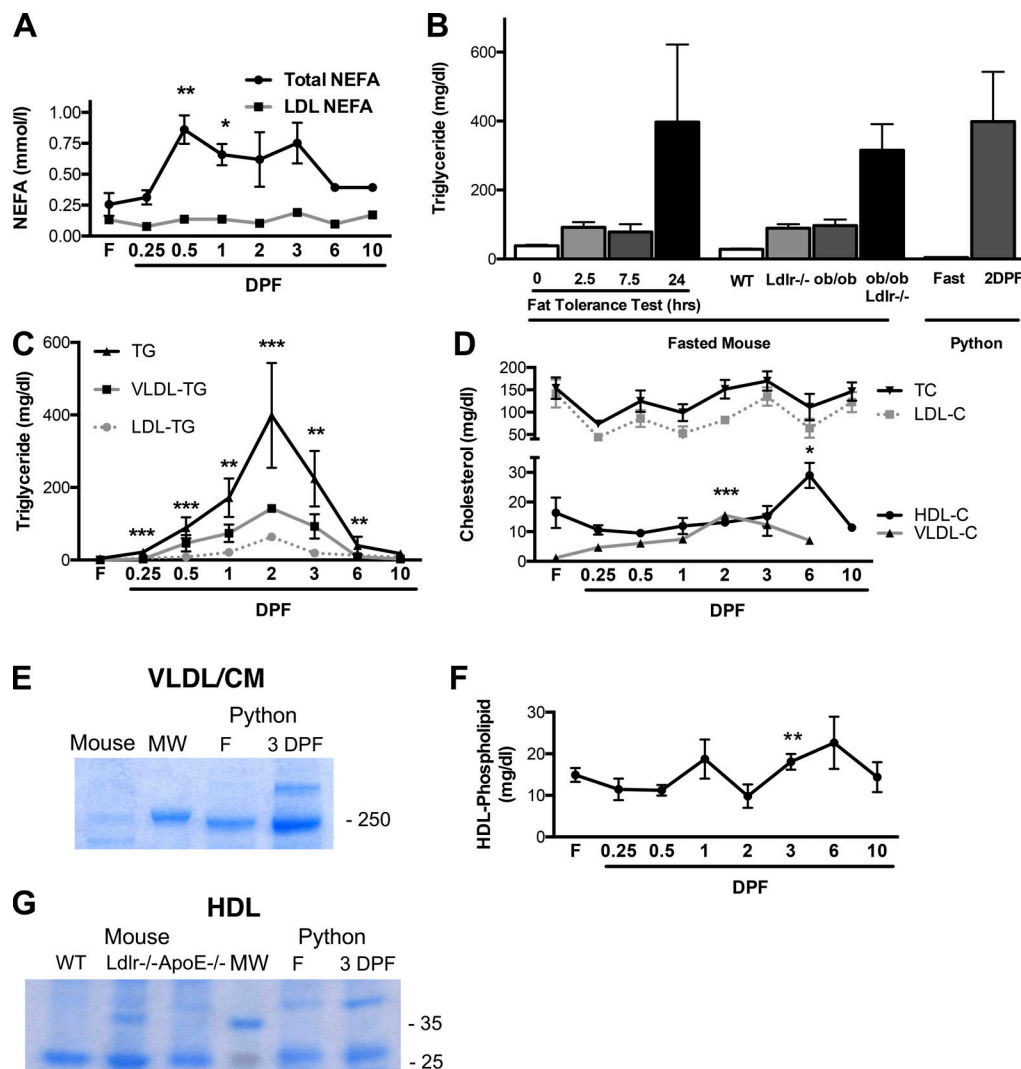 A
Total NEFA
LDL NEFA
**
*
NEFA (mmol/l)
1.00
0.75
0.50
0.25
0.00
F 0.25 0.5 1 2 3 6 10
DPF
B
Triglyceride (mg/dl)
600
400
200
0
0 2.5 7.5 24
Fat Tolerance Test (hrs)
WT Ldlr-/- ob/ob ob/ob
Ldlr-/-
Fast 2DPF
Fasted Mouse
Python
C
TG
VLDL-TG
LDL-TG
Triglyceride (mg/dl)
600
400
200
0
*** *** ** *** ** **
F 0.25 0.5 1 2 3 6 10
DPF
D
Cholesterol (mg/dl)
200
150
100
50
30
20
10
0
TC
LDL-C
HDL-C
VLDL-C
***
*
F 0.25 0.5 1 2 3 6 10
DPF
E
VLDL/CM
Python
Mouse MW F 3 DPF
- 250
F
HDL-Phospholipid
(mg/dl)
30
20
10
0
**
F 0.25 0.5 1 2 3 6 10
DPF
G
HDL
Mouse Python
WT Ldlr-/-ApoE-/- MW F 3 DPF
- 35
- 25